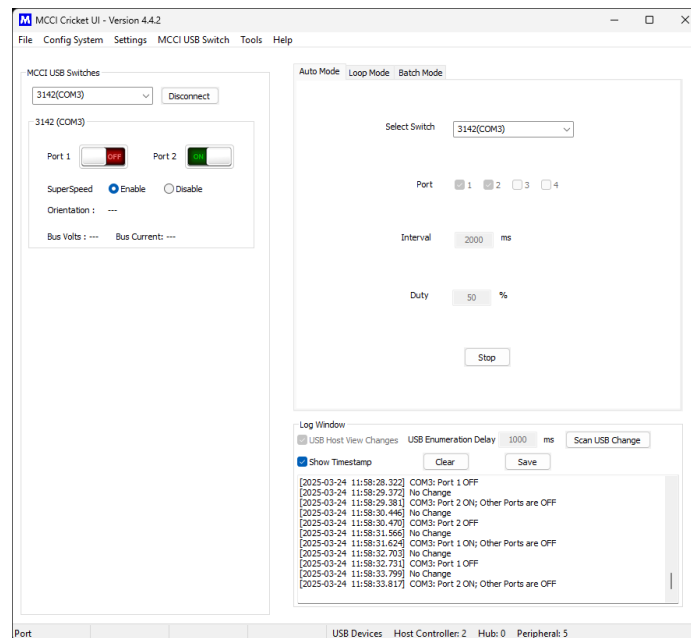 M MCCI Cricket UI - Version 4.4.2
File Config System Settings MCCI USB Switch Tools Help
MCCI USB Switches
3142(COM3)
Disconnect
3142 (COM3)
Port 1 OFF Port 2 ON
SuperSpeed Enable Disable
Orientation : ---
Bus Volts : --- Bus Current: ---
Auto Mode Loop Mode Batch Mode
Select Switch 3142(COM3)
Port 1 2 3 4
Interval 2000 ms
Duty 50 %
Stop
Log Window
USB Host View Changes USB Enumeration Delay 1000 ms Scan USB Change
Show Timestamp Clear Save
[2025-03-24 11:58:28.322] COM3: Port 1 OFF
[2025-03-24 11:58:29.372] No Change
[2025-03-24 11:58:29.381] COM3: Port 2 ON; Other Ports are OFF
[2025-03-24 11:58:30.446] No Change
[2025-03-24 11:58:30.470] COM3: Port 2 OFF
[2025-03-24 11:58:31.566] No Change
[2025-03-24 11:58:31.624] COM3: Port 1 ON; Other Ports are OFF
[2025-03-24 11:58:32.703] No Change
[2025-03-24 11:58:32.731] COM3: Port 1 OFF
[2025-03-24 11:58:33.799] No Change
[2025-03-24 11:58:33.817] COM3: Port 2 ON; Other Ports are OFF
Port USB Devices Host Controller: 2 Hub: 0 Peripheral: 5